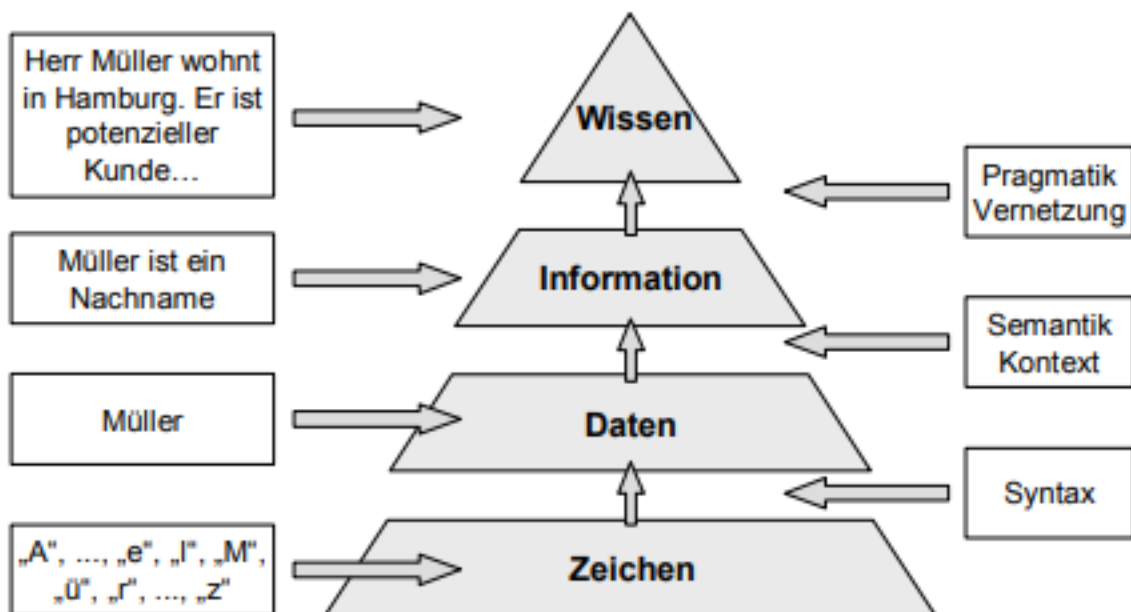 Herr Müller wohnt
in Hamburg. Er ist
potenzieller
Kunde…
Wissen
Pragmatik
Vernetzung
Müller ist ein
Nachname
Information
Semantik
Kontext
Müller
Daten
Syntax
„A", ..., „e", „l", „M",
„ü", „r", ..., „z"
Zeichen